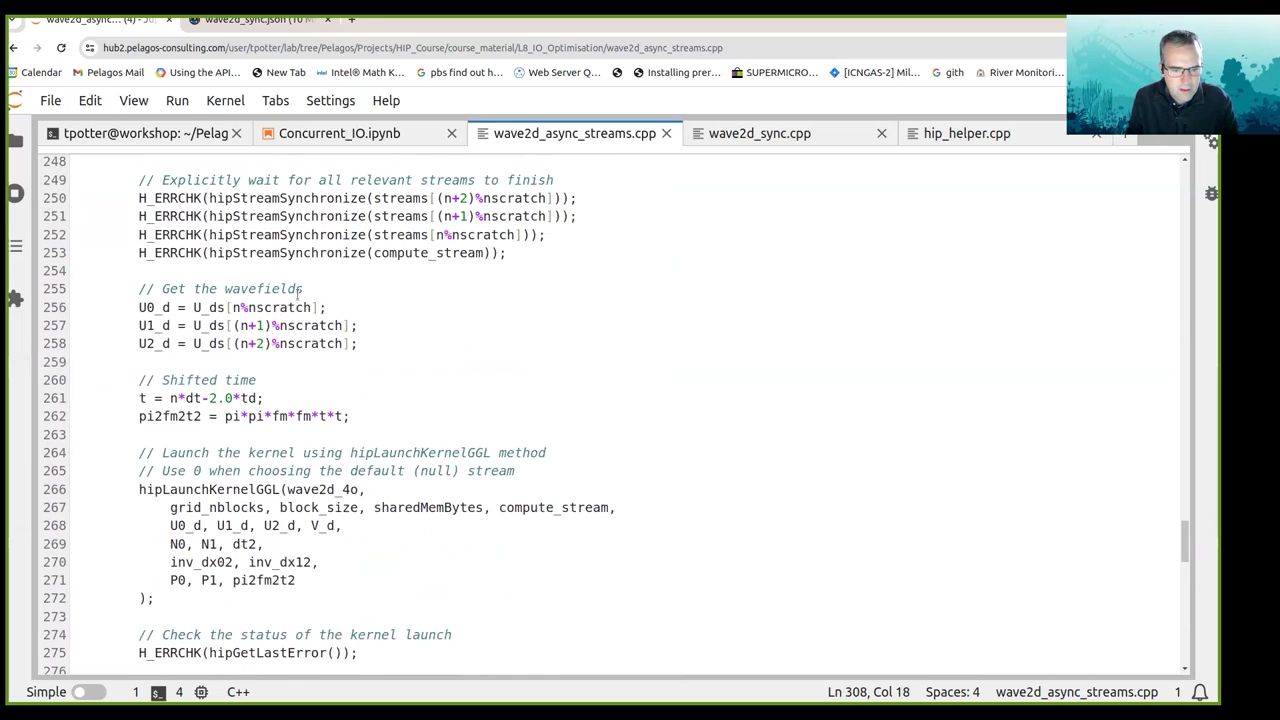 wave2d_async... (4) - Ju
wave2d_sync.json (10 M
hub2.pelagos-consulting.com/user/tpotter/lab/tree/Pelagos/Projects/HIP_Course/course_material/L8_IO_Optimisation/wave2d_async_streams.cpp
Calendar Pelagos Mail Using the API... New Tab Intel® Math K... pbs find out h... Web Server Q... Installing prer... SUPERMICRO... [ICNGAS-2] Mil... gith River Monitori...
File Edit View Run Kernel Tabs Settings Help
tpotter@workshop: ~/Pelag Concurrent_IO.ipynb wave2d_async_streams.cpp wave2d_sync.cpp hip_helper.cpp
248
249 // Explicitly wait for all relevant streams to finish
250 H_ERRCHK(hipStreamSynchronize(streams[(n+2)%nscratch]));
251 H_ERRCHK(hipStreamSynchronize(streams[(n+1)%nscratch]));
252 H_ERRCHK(hipStreamSynchronize(streams[n%nscratch]));
253 H_ERRCHK(hipStreamSynchronize(compute_stream));
254
255 // Get the wavefields
256 U0_d = U_ds[n%nscratch];
257 U1_d = U_ds[(n+1)%nscratch];
258 U2_d = U_ds[(n+2)%nscratch];
259
260 // Shifted time
261 t = n*dt-2.0*td;
262 pi2fm2t2 = pi*pi*fm*fm*t*t;
263
264 // Launch the kernel using hipLaunchKernelGGL method
265 // Use 0 when choosing the default (null) stream
266 hipLaunchKernelGGL(wave2d_4o,
267 grid_nblocks, block_size, sharedMemBytes, compute_stream,
268 U0_d, U1_d, U2_d, V_d,
269 N0, N1, dt2,
270 inv_dx02, inv_dx12,
271 P0, P1, pi2fm2t2
272 );
273
274 // Check the status of the kernel launch
275 H_ERRCHK(hipGetLastError());
276
Simple 1 4 C++ Ln 308, Col 18 Spaces: 4 wave2d_async_streams.cpp 1